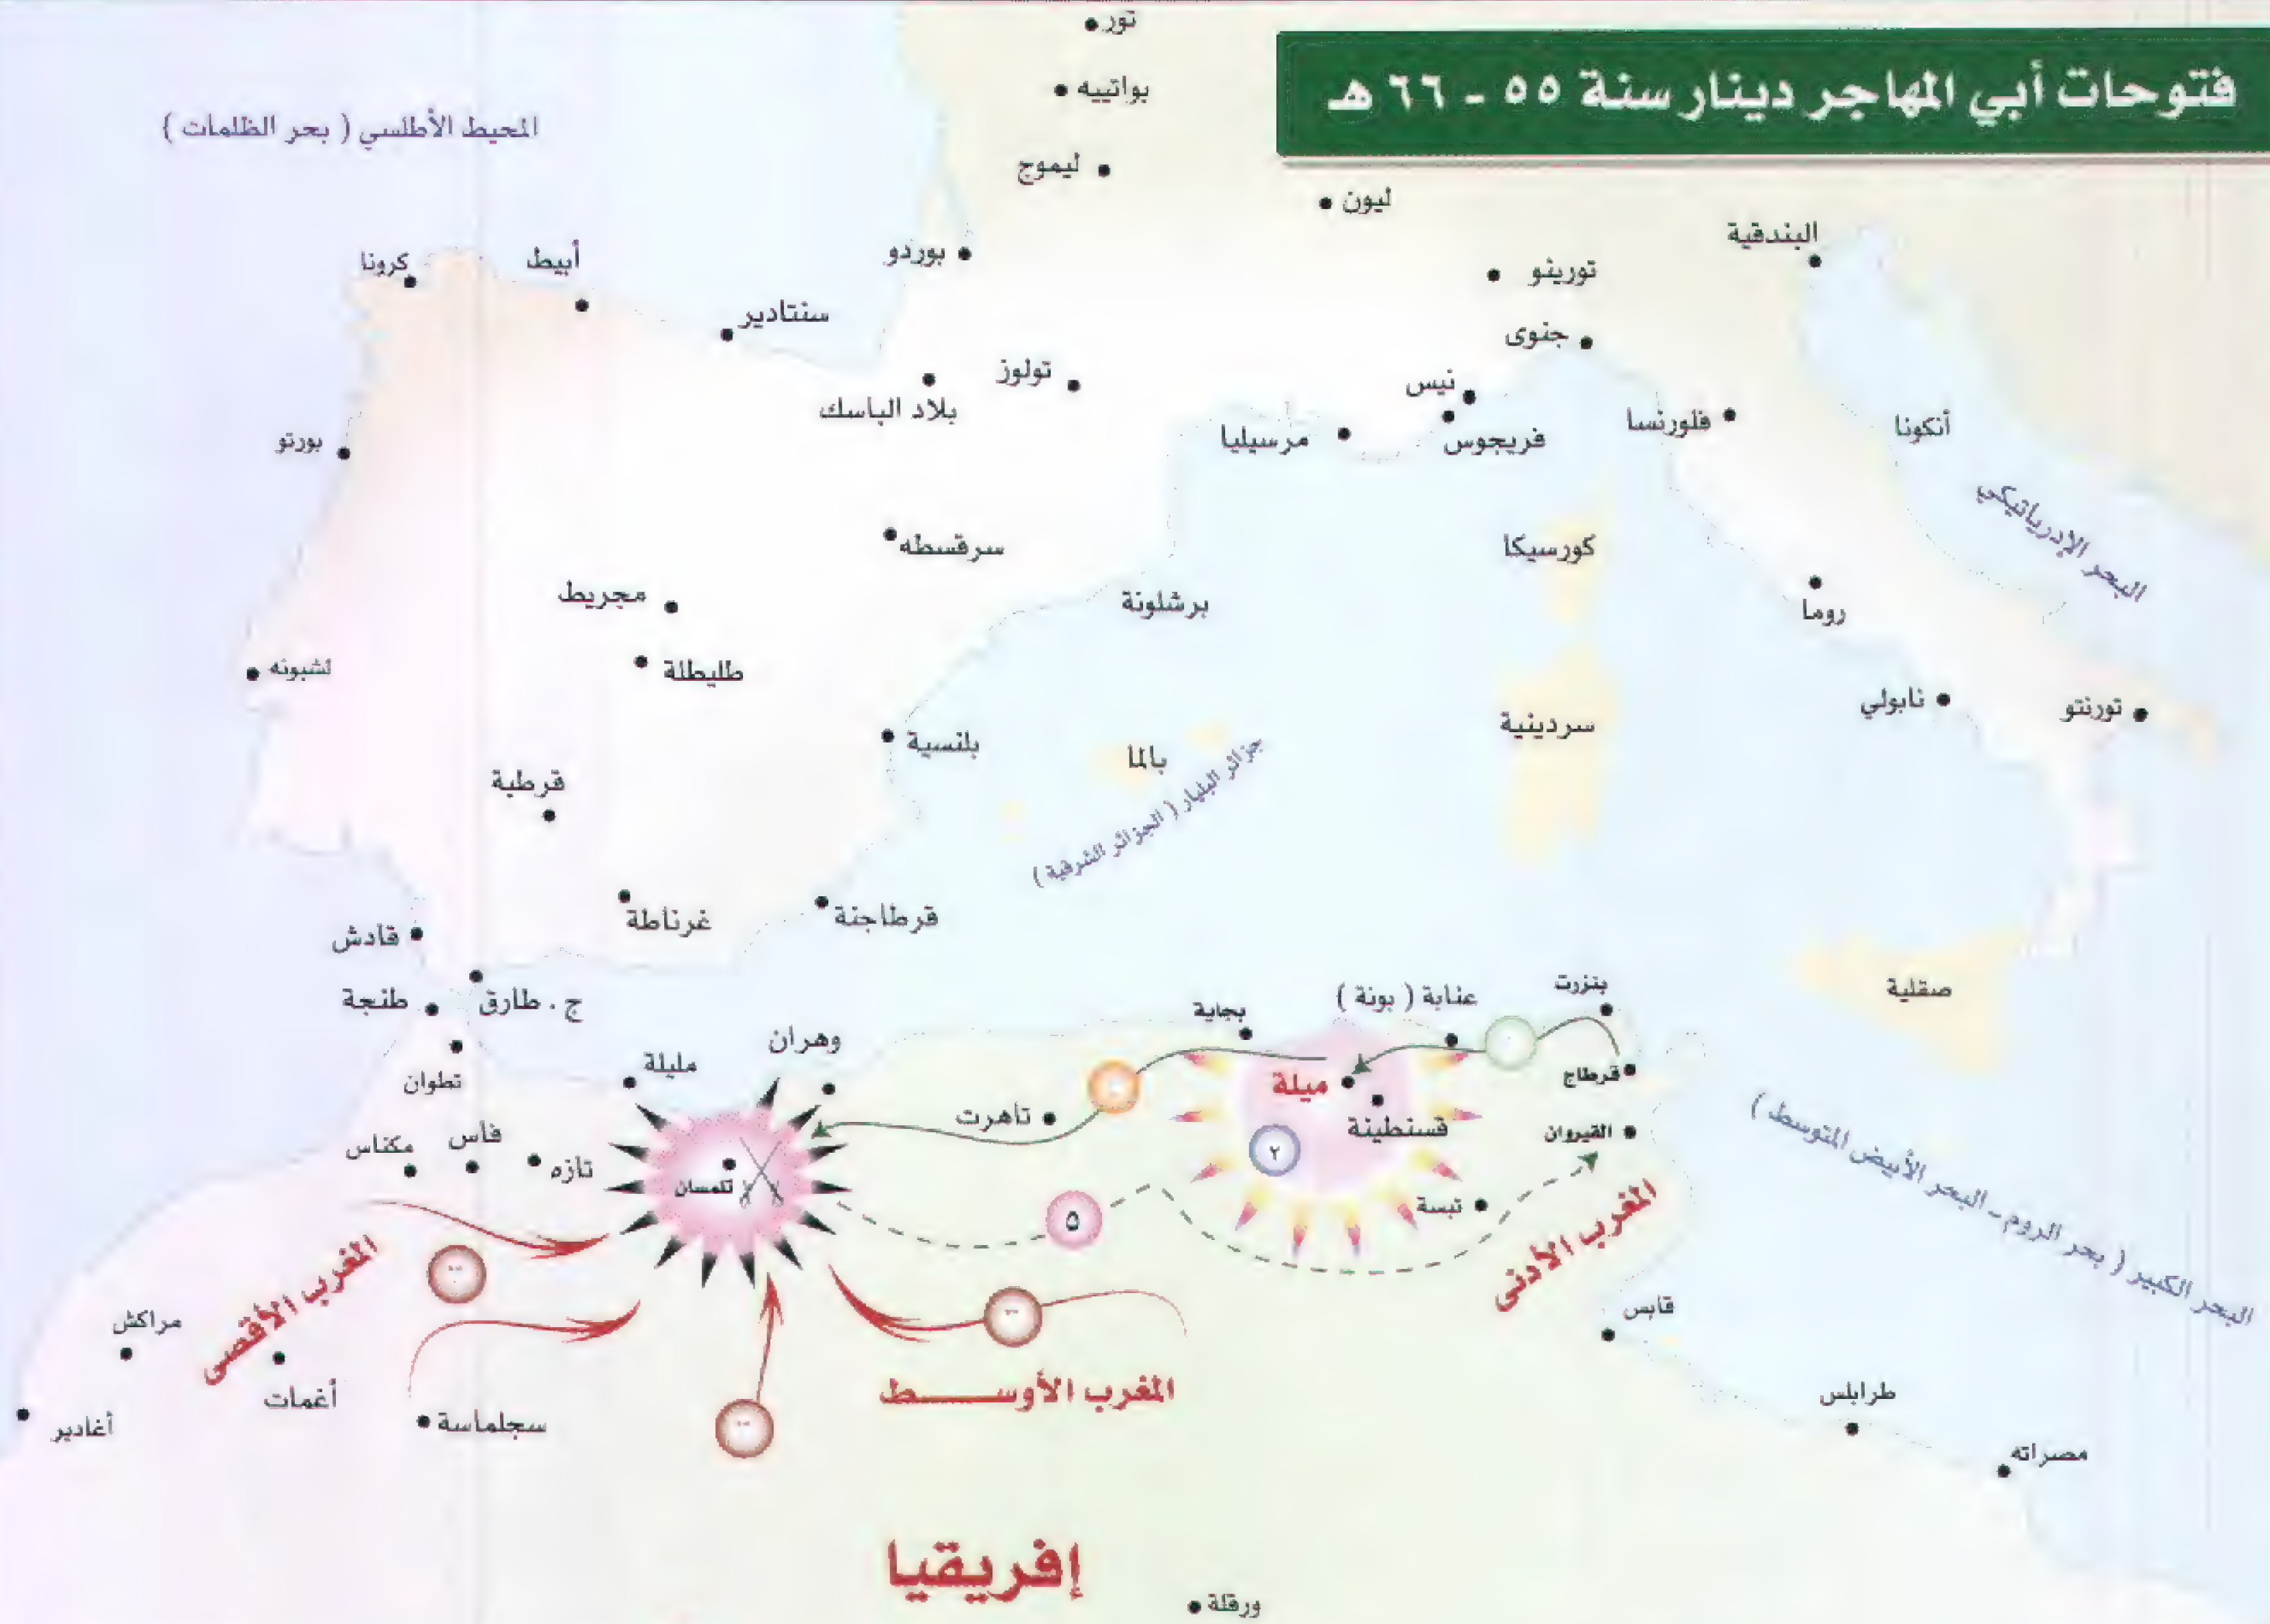 فتوحات أبي المهاجر دينار سنة ٥٥ - ٦٦ هـ
تور
بواتييه
ليموج
ليون
المحيط الأطلسي ( بحر الظلمات )
البندقية
كرونا
أبيط
بوردو
تورينو
سنتادير
جنوى
تولوز
نيس
بلاد الباسك
مرسيليا
فريجوس
فلورنسا
أنكونا
بورتو
البحر الإدرياتيكي
سرقسطه
كورسيكا
مجريط
برشلونة
روما
لشبونه
طليطلة
نابولي
تورنتو
سردينية
بلنسية
بالما
جزائر البليار ( الجزائر الشرقية )
قرطبة
غرناطة
قرطاجنة
قادش
صقلية
طنجة
ج . طارق
بجاية
عنابة ( بونة )
بنزرت
وهران
مليلة
تطوان
ميلة
قرطاج
تاهرت
قسنطينة
القيروان
مكناس
فاس
تازه
تلمسان
٢
تبسة
٥
البحر الكبير ( بحر الروم - البحر الأبيض المتوسط )
المغرب الأدنى
المغرب الأقصى
قابس
مراكش
المغرب الأوسط
أغمات
أغادير
سجلماسة
طرابلس
مصراته
إفريقيا
ورقلة